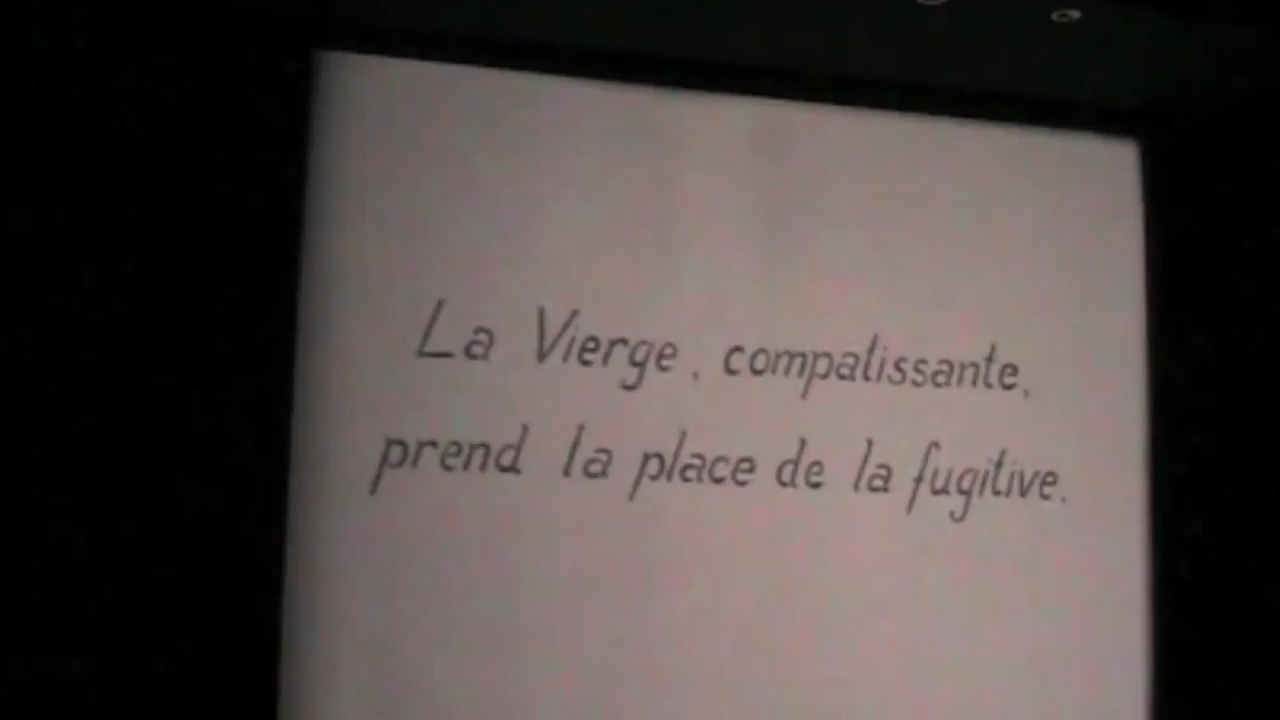 La Vierge, compatissante,
prend la place de la fugitive.